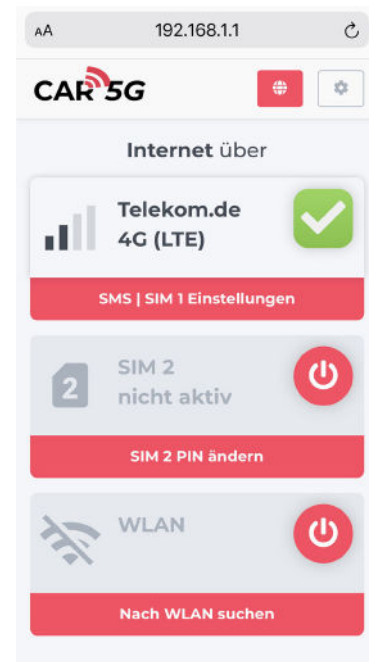 AA 192.168.1.1
CAR 5G
Internet über
Telekom.de
4G (LTE)
SMS | SIM 1 Einstellungen
2
SIM 2
nicht aktiv
SIM 2 PIN ändern
WLAN
Nach WLAN suchen